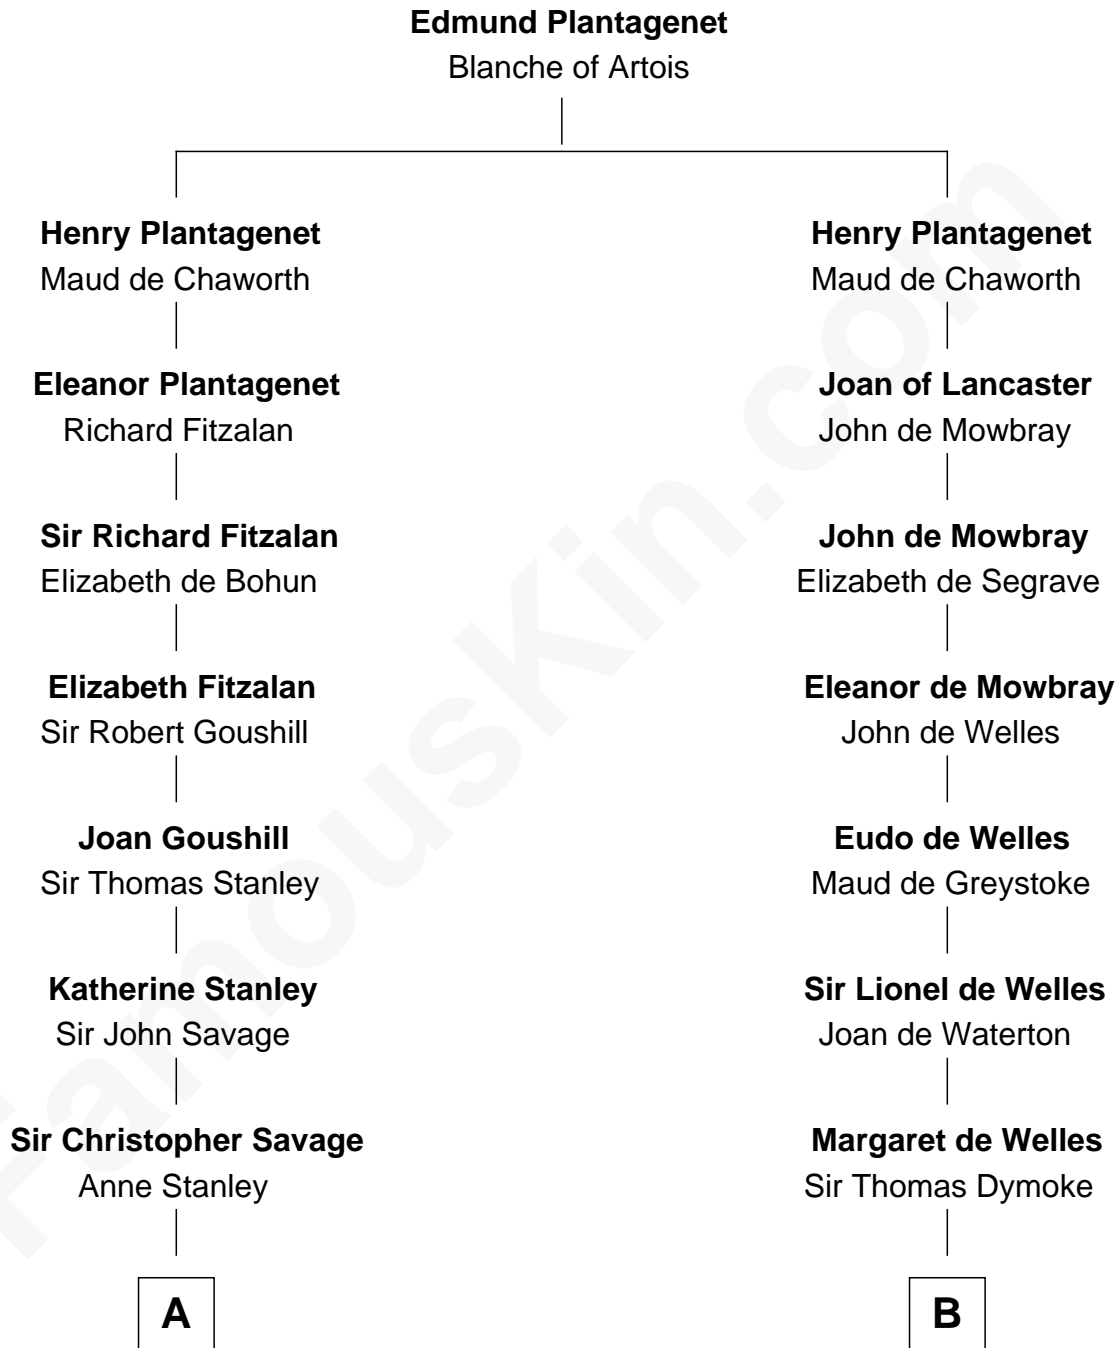 Edmund Plantagenet
Blanche of Artois
Henry Plantagenet
Maud de Chaworth
Henry Plantagenet
Maud de Chaworth
Eleanor Plantagenet
Richard Fitzalan
Joan of Lancaster
John de Mowbray
Sir Richard Fitzalan
Elizabeth de Bohun
John de Mowbray
Elizabeth de Segrave
Elizabeth Fitzalan
Sir Robert Goushill
Eleanor de Mowbray
John de Welles
Joan Goushill
Sir Thomas Stanley
Eudo de Welles
Maud de Greystoke
Katherine Stanley
Sir John Savage
Sir Lionel de Welles
Joan de Waterton
Sir Christopher Savage
Anne Stanley
Margaret de Welles
Sir Thomas Dymoke
A
B
FamousKin.com